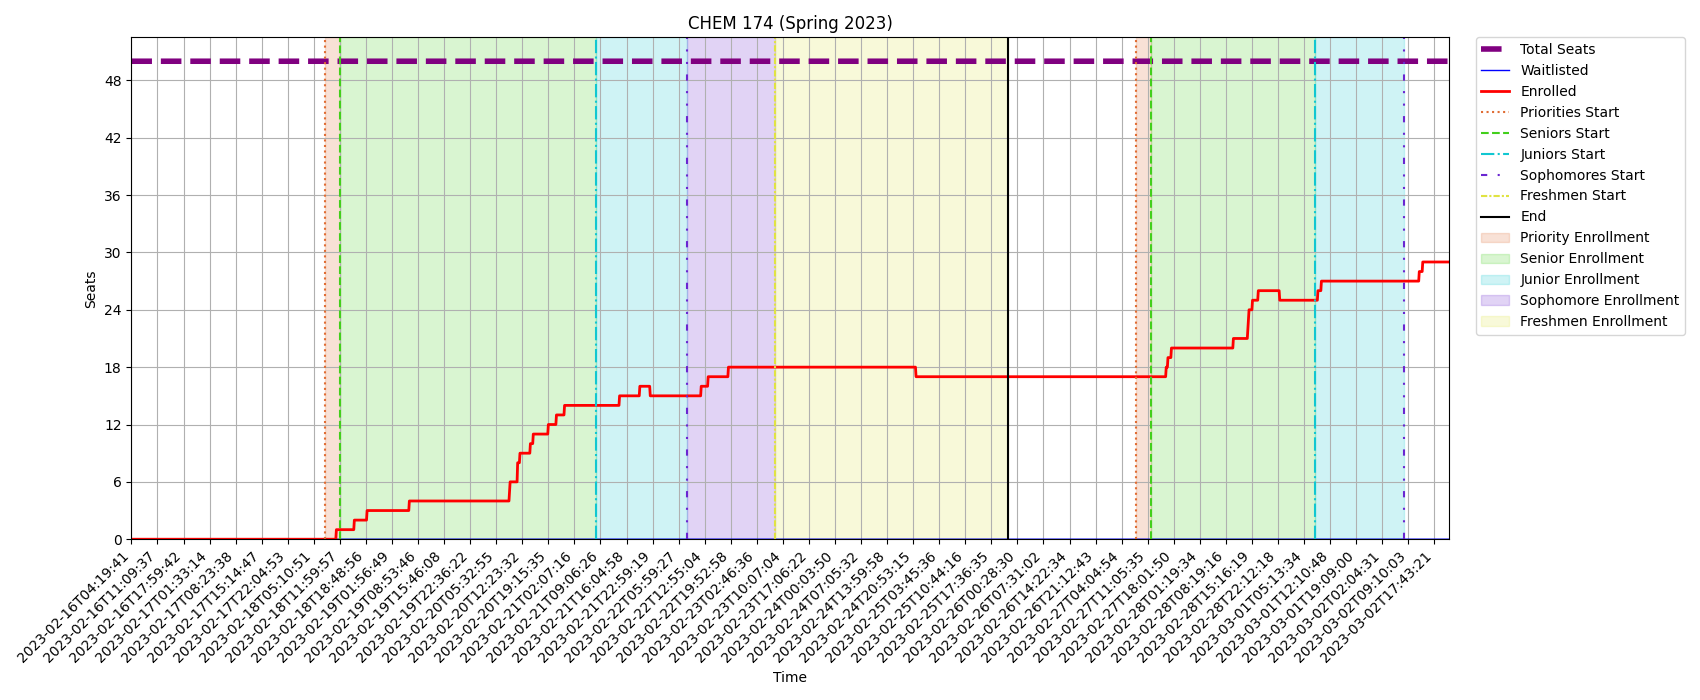 CHEM 174 (Spring 2023)
Total Seats
Waitlisted
Enrolled
Priorities Start
Seniors Start
Juniors Start
Sophomores Start
Freshmen Start
End
Priority Enrollment
Senior Enrollment
Junior Enrollment
Sophomore Enrollment
Freshmen Enrollment
Seats
48
42
36
30
24
18
12
6
0
2023-02-16T04:19:41
2023-02-16T11:09:37
2023-02-16T17:59:42
2023-02-17T01:33:14
2023-02-17T08:23:38
2023-02-17T15:14:47
2023-02-17T22:04:53
2023-02-18T05:10:51
2023-02-18T11:59:57
2023-02-18T18:48:56
2023-02-19T01:56:49
2023-02-19T08:53:46
2023-02-19T15:46:08
2023-02-19T22:36:22
2023-02-20T05:32:55
2023-02-20T12:23:32
2023-02-20T19:15:35
2023-02-21T02:07:16
2023-02-21T09:06:26
2023-02-21T16:04:58
2023-02-21T22:59:19
2023-02-22T05:59:27
2023-02-22T12:55:04
2023-02-22T19:52:58
2023-02-23T02:46:36
2023-02-23T10:07:04
2023-02-23T17:06:22
2023-02-24T00:03:50
2023-02-24T07:05:32
2023-02-24T13:59:58
2023-02-24T20:53:15
2023-02-25T03:45:36
2023-02-25T10:44:16
2023-02-25T17:36:35
2023-02-26T00:28:30
2023-02-26T07:31:02
2023-02-26T14:22:34
2023-02-26T21:12:43
2023-02-27T04:04:54
2023-02-27T11:05:35
2023-02-27T18:01:50
2023-02-28T01:19:34
2023-02-28T08:19:16
2023-02-28T15:16:19
2023-02-28T22:12:18
2023-03-01T05:13:34
2023-03-01T12:10:48
2023-03-01T19:09:00
2023-03-02T02:04:31
2023-03-02T09:10:03
2023-03-02T17:43:21
Time